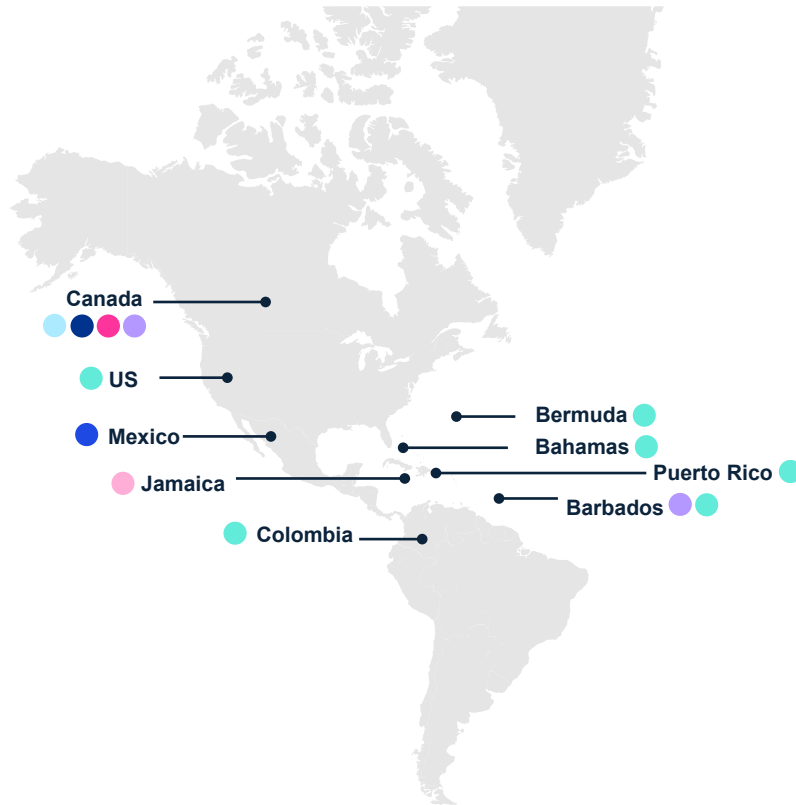 Canada
US
Mexico
Jamaica
Colombia
Bermuda
Bahamas
Puerto Rico
Barbados